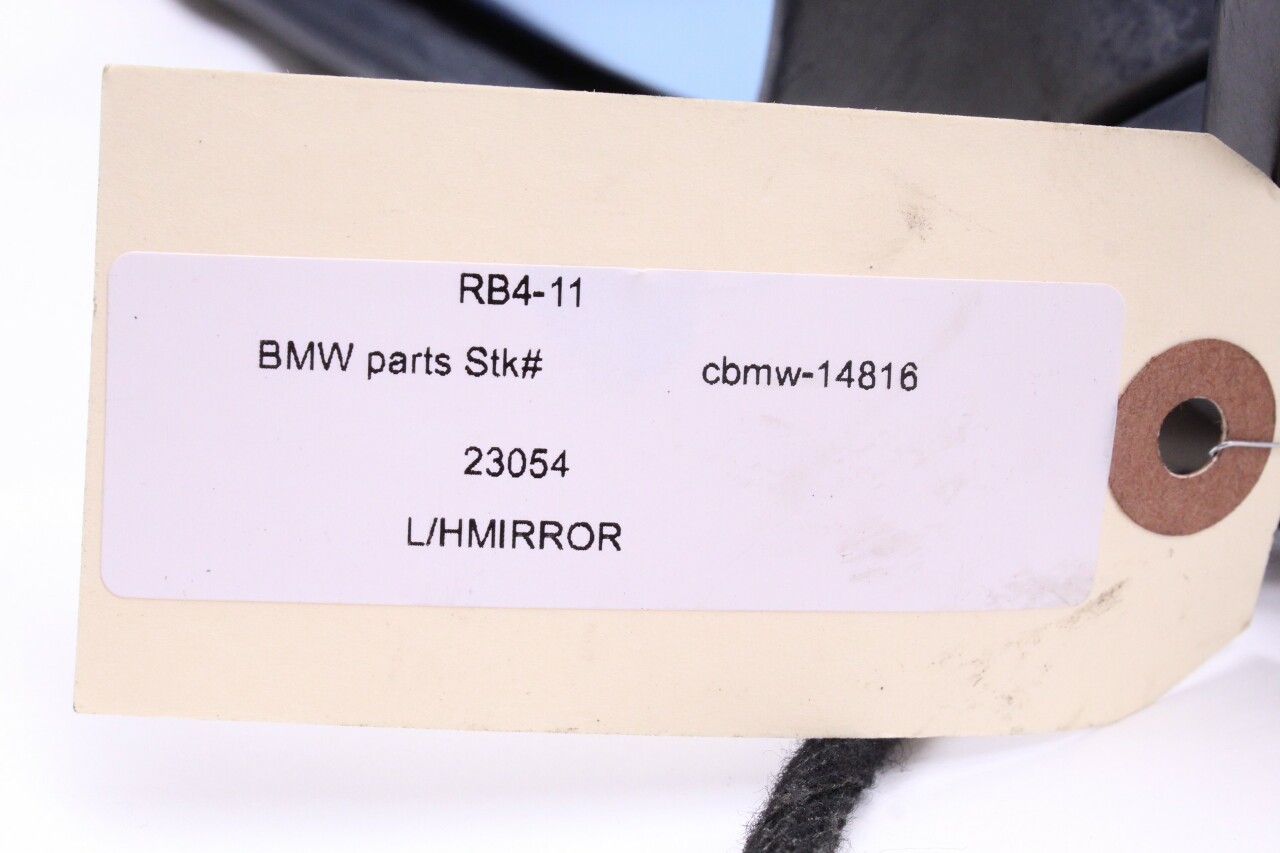 RB4-11
BMW parts Stk# cbmw-14816
23054
L/HMIRROR